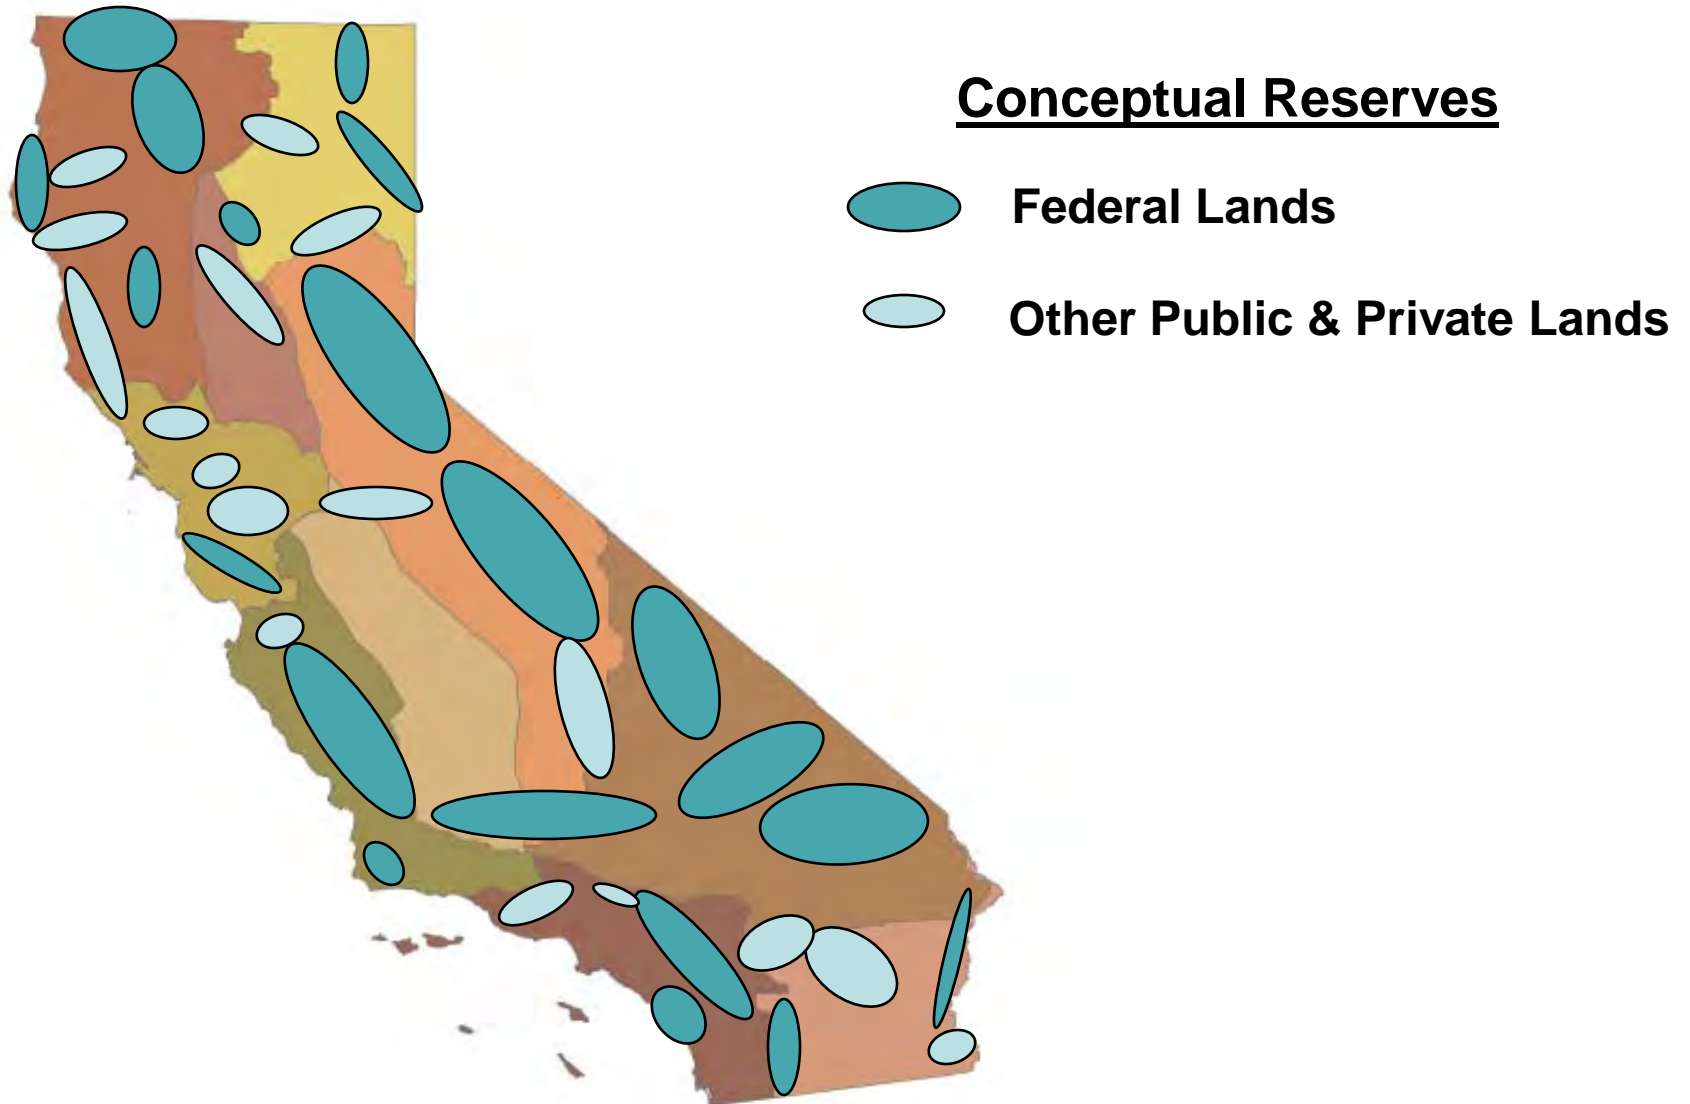 Conceptual Reserves
Federal Lands
Other Public & Private Lands